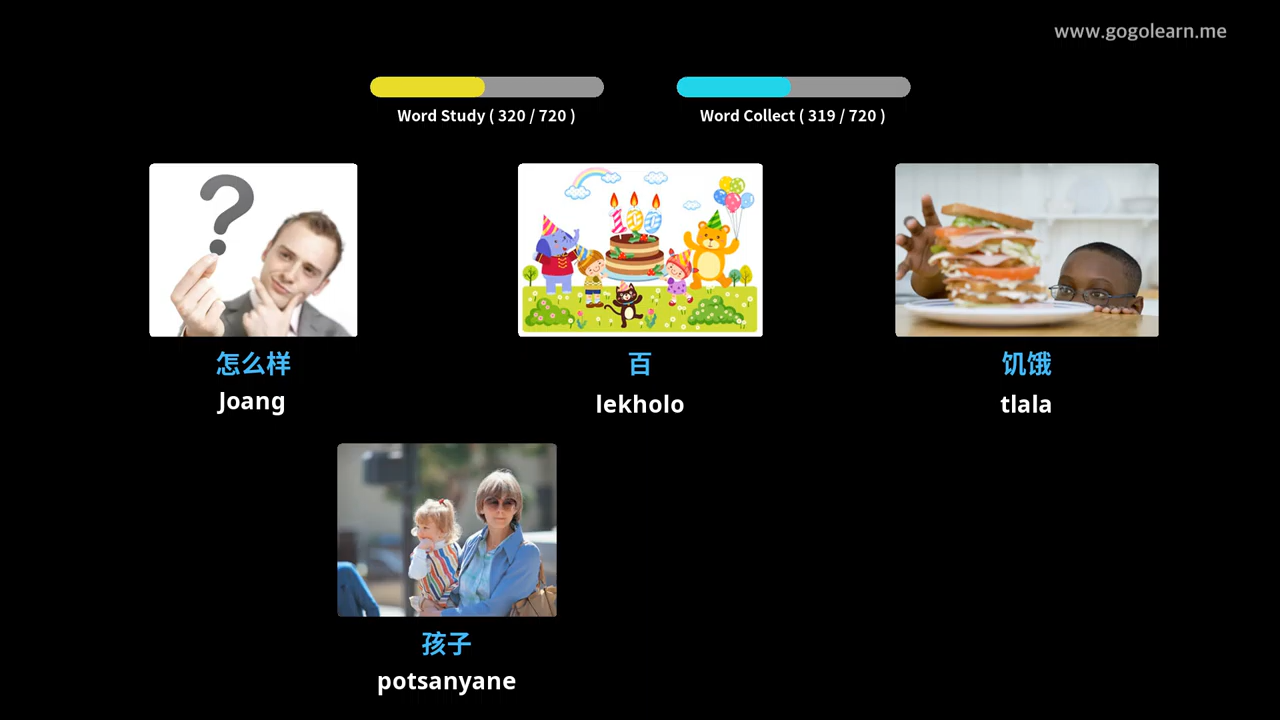 www.gogolearn.me
Word Study ( 320 / 720 )
Word Collect ( 319 / 720 )
?
100
怎么样
Joang
百
lekholo
饥饿
tlala
孩子
potsanyane